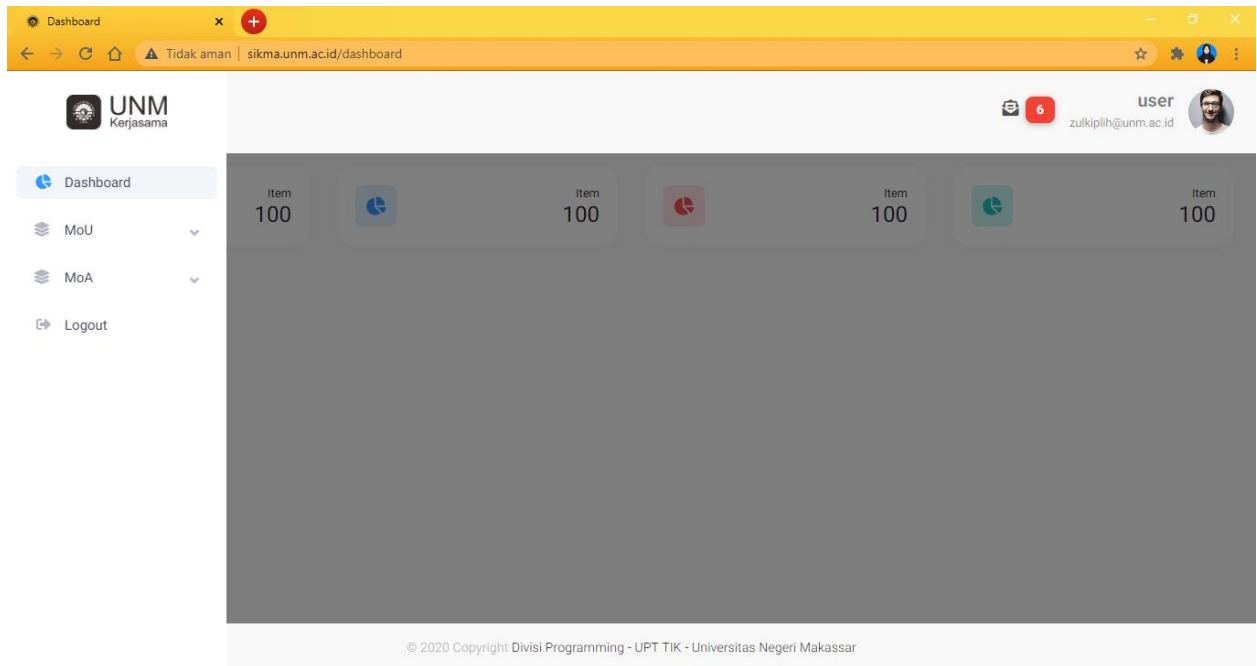 Dashboard
Tidak aman | sikma.unm.ac.id/dashboard
UNM
Kerjasama
6
user
zulkiplih@unm.ac.id
Dashboard
MoU
MoA
Logout
Item
100
Item
100
Item
100
Item
100
© 2020 Copyright Divisi Programming - UPT TIK - Universitas Negeri Makassar